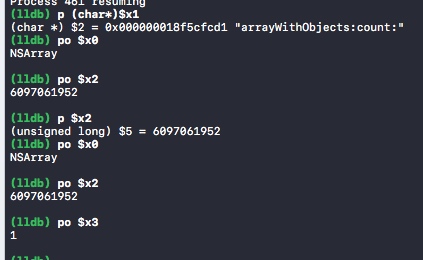 Process 461 resuming
(lldb) p (char*)$x1
(char *) $2 = 0x000000018f5cfcd1 "arrayWithObjects:count:"
(lldb) po $x0
NSArray
(lldb) po $x2
6097061952
(lldb) p $x2
(unsigned long) $5 = 6097061952
(lldb) po $x0
NSArray
(lldb) po $x2
6097061952
(lldb) po $x3
1
(lldb)